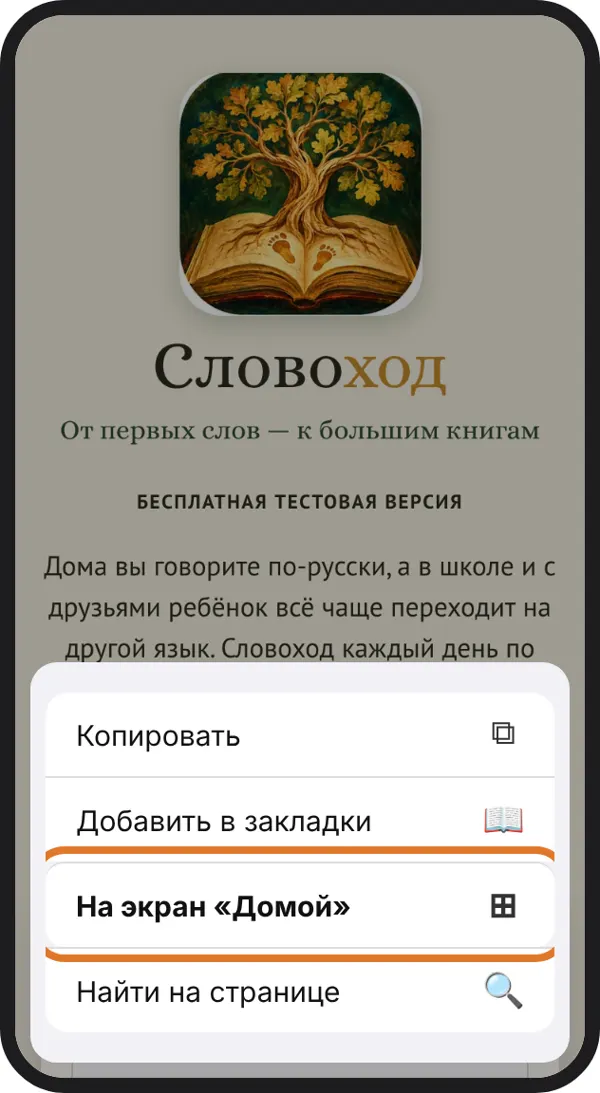 Словоход
От первых слов — к большим книгам
БЕСПЛАТНАЯ ТЕСТОВАЯ ВЕРСИЯ
Дома вы говорите по-русски, а в школе и с
друзьями ребёнок всё чаще переходит на
другой язык. Словоход каждый день по
Копировать
Добавить в закладки
На экран «Домой»
Найти на странице